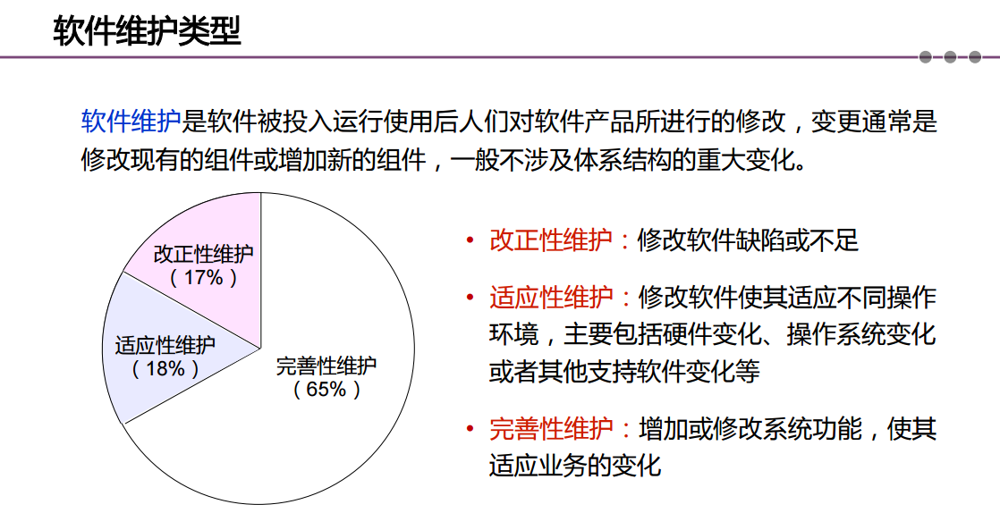 软件维护类型
软件维护是软件被投入运行使用后人们对软件产品所进行的修改，变更通常是
修改现有的组件或增加新的组件，一般不涉及体系结构的重大变化。
改正性维护
（17%）
适应性维护
（18%）
完善性维护
（65%）
• 改正性维护：修改软件缺陷或不足
• 适应性维护：修改软件使其适应不同操作
环境，主要包括硬件变化、操作系统变化
或者其他支持软件变化等
• 完善性维护：增加或修改系统功能，使其
适应业务的变化